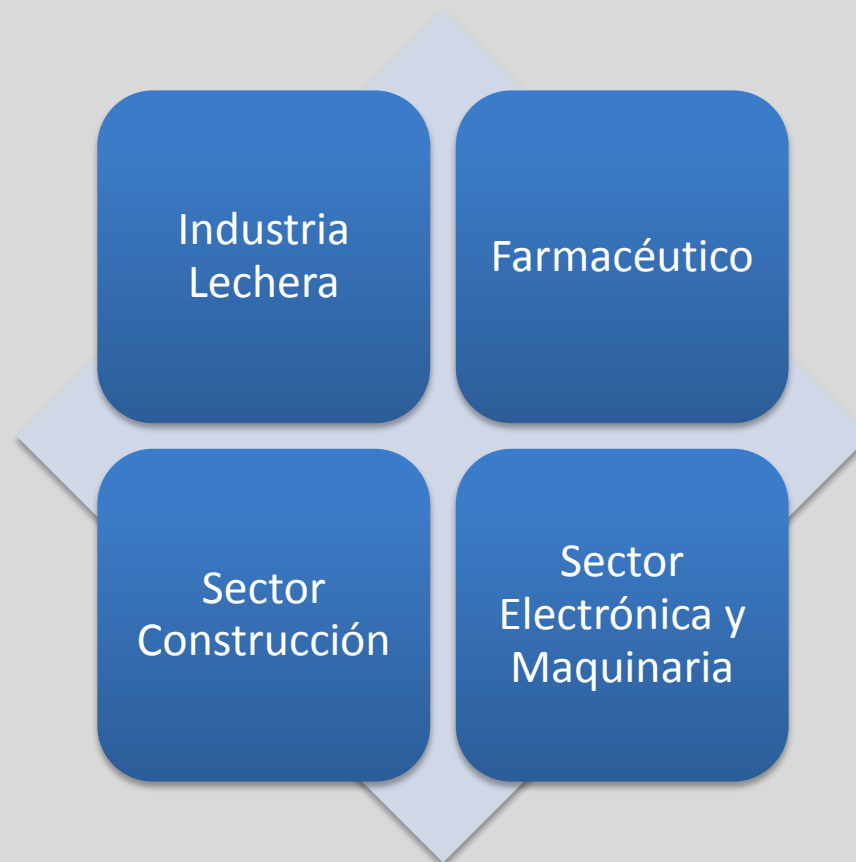 Industria
Lechera
Farmacéutico
Sector
Construcción
Sector
Electrónica y
Maquinaria